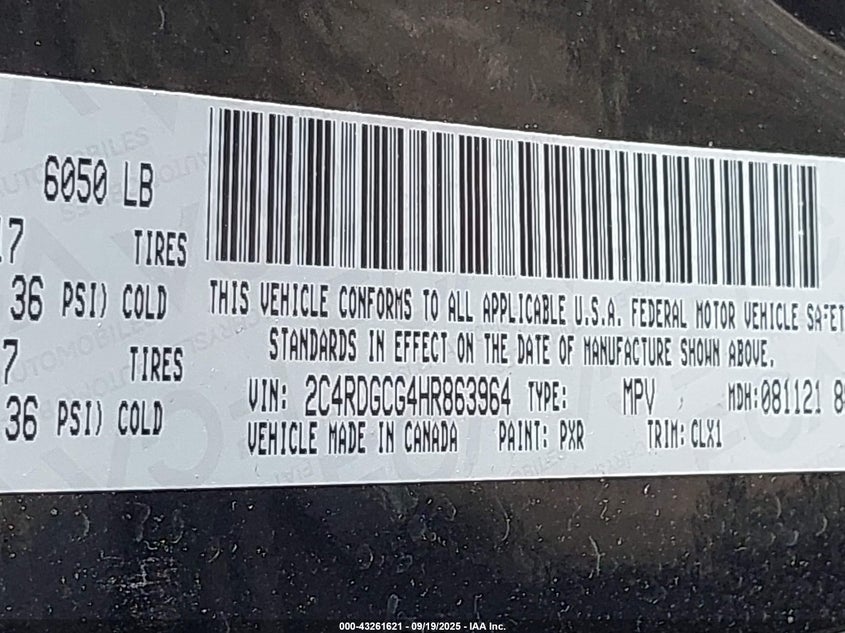 6050 LB
17 TIRES
36 PSI) COLD
THIS VEHICLE CONFORMS TO ALL APPLICABLE U.S.A. FEDERAL MOTOR VEHICLE SAFET
STANDARDS IN EFFECT ON THE DATE OF MANUFACTURE SHOWN ABOVE.
7 TIRES
VIN: 2C4RDGCG4HR863964 TYPE: MPV MDH: 081121 8
36 PSI) COLD
VEHICLE MADE IN CANADA PAINT: PXR TRIM: CLX1
000-43261621 - 09/19/2025 - IAA Inc.